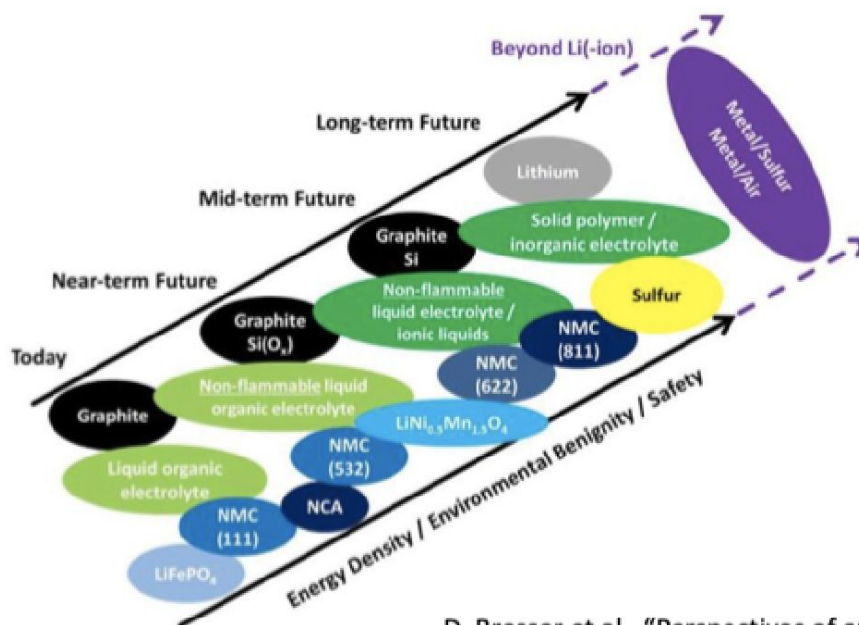 Beyond Li(-ion)
Long-term Future
Mid-term Future
Near-term Future
Today
Metal/Sulfur
Metal/Air
Lithium
Solid polymer /
inorganic electrolyte
Graphite
Si
Sulfur
Non-flammable
liquid electrolyte /
ionic liquids
Graphite
Si(Oₓ)
NMC
(811)
NMC
(622)
Non-flammable liquid
organic electrolyte
LiNi₀.₅Mn₁.₅O₄
Graphite
NMC
(532)
Liquid organic
electrolyte
NCA
NMC
(111)
LiFePO₄
Energy Density / Environmental Benignity / Safety